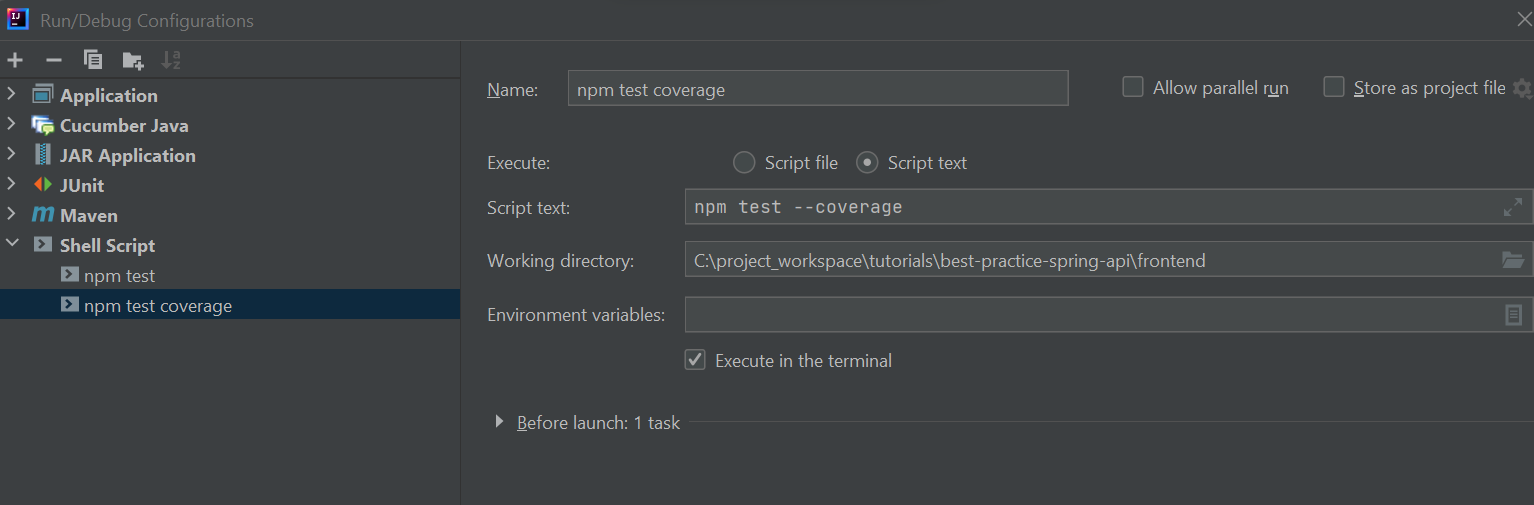 Run/Debug Configurations
Application
Cucumber Java
JAR Application
JUnit
Maven
Shell Script
npm test
npm test coverage
Name: npm test coverage Allow parallel run Store as project file
Execute: Script file Script text
Script text: npm test --coverage
Working directory: C:\project_workspace\tutorials\best-practice-spring-api\frontend
Environment variables:
Execute in the terminal
Before launch: 1 task